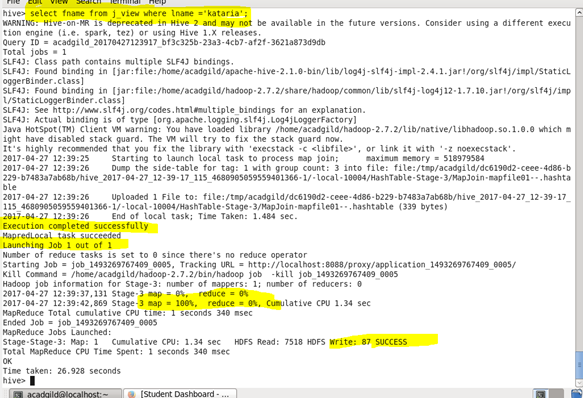 File Edit View Search Terminal Help
hive> select fname from j_view where lname ='kataria';
WARNING: Hive-on-MR is deprecated in Hive 2 and may not be available in the future versions. Consider using a different execu
tion engine (i.e. spark, tez) or using Hive 1.X releases.
Query ID = acadgild_20170427123917_bf3c325b-23a3-4cb7-af2f-3621a873d9db
Total jobs = 1
SLF4J: Class path contains multiple SLF4J bindings.
SLF4J: Found binding in [jar:file:/home/acadgild/apache-hive-2.1.0-bin/lib/log4j-slf4j-impl-2.4.1.jar!/org/slf4j/impl/StaticL
oggerBinder.class]
SLF4J: Found binding in [jar:file:/home/acadgild/hadoop-2.7.2/share/hadoop/common/lib/slf4j-log4j12-1.7.10.jar!/org/slf4j/imp
l/StaticLoggerBinder.class]
SLF4J: See http://www.slf4j.org/codes.html#multiple_bindings for an explanation.
SLF4J: Actual binding is of type [org.apache.logging.slf4j.Log4jLoggerFactory]
Java HotSpot(TM) Client VM warning: You have loaded library /home/acadgild/hadoop-2.7.2/lib/native/libhadoop.so.1.0.0 which m
ight have disabled stack guard. The VM will try to fix the stack guard now.
It's highly recommended that you fix the library with 'execstack -c <libfile>', or link it with '-z noexecstack'.
2017-04-27 12:39:25 Starting to launch local task to process map join; maximum memory = 518979584
2017-04-27 12:39:26 Dump the side-table for tag: 1 with group count: 3 into file: file:/tmp/acadgild/dc6190d2-ceee-4d86-b
229-b7483a7ab68b/hive_2017-04-27_12-39-17_115_4680905059559401366-1/-local-10004/HashTable-Stage-3/MapJoin-mapfile01--.hashta
ble
2017-04-27 12:39:26 Uploaded 1 File to: file:/tmp/acadgild/dc6190d2-ceee-4d86-b229-b7483a7ab68b/hive_2017-04-27_12-39-17_
115_4680905059559401366-1/-local-10004/HashTable-Stage-3/MapJoin-mapfile01--.hashtable (339 bytes)
2017-04-27 12:39:26 End of local task; Time Taken: 1.484 sec.
Execution completed successfully
MapredLocal task succeeded
Launching Job 1 out of 1
Number of reduce tasks is set to 0 since there's no reduce operator
Starting Job = job_1493269767409_0005, Tracking URL = http://localhost:8088/proxy/application_1493269767409_0005/
Kill Command = /home/acadgild/hadoop-2.7.2/bin/hadoop job -kill job_1493269767409_0005
Hadoop job information for Stage-3: number of mappers: 1; number of reducers: 0
2017-04-27 12:39:37,131 Stage-3 map = 0%, reduce = 0%
2017-04-27 12:39:42,869 Stage-3 map = 100%, reduce = 0%, Cumulative CPU 1.34 sec
MapReduce Total cumulative CPU time: 1 seconds 340 msec
Ended Job = job_1493269767409_0005
MapReduce Jobs Launched:
Stage-Stage-3: Map: 1 Cumulative CPU: 1.34 sec HDFS Read: 7518 HDFS Write: 87 SUCCESS
Total MapReduce CPU Time Spent: 1 seconds 340 msec
OK
Time taken: 26.928 seconds
hive>
acadgild@localhost:~ [Student Dashboard - ...